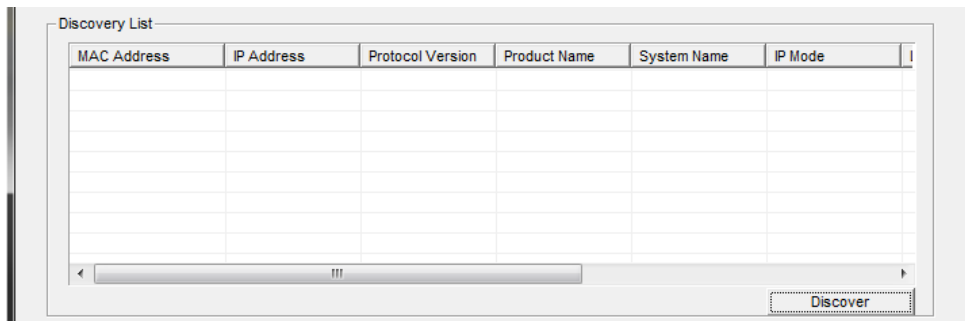 Discovery List
MAC Address IP Address Protocol Version Product Name System Name IP Mode
Discover